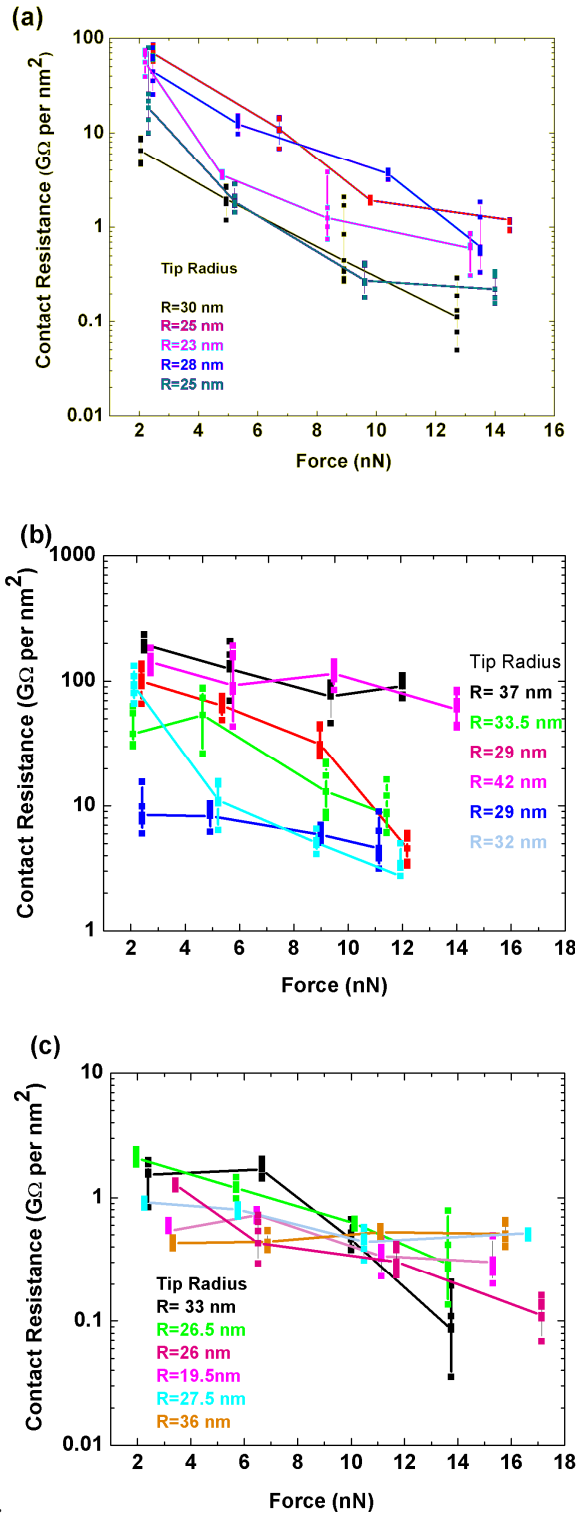 (a)
Contact Resistance (GΩ per nm²)
100
10
1
0.1
0.01
Tip Radius
R=30 nm
R=25 nm
R=23 nm
R=28 nm
R=25 nm
2 4 6 8 10 12 14 16
Force (nN)
(b)
Contact Resistance (GΩ per nm²)
1000
100
10
1
Tip Radius
R= 37 nm
R=33.5 nm
R=29 nm
R=42 nm
R=29 nm
R=32 nm
2 4 6 8 10 12 14 16 18
Force (nN)
(c)
Contact Resistance (GΩ per nm²)
10
1
0.1
0.01
Tip Radius
R= 33 nm
R=26.5 nm
R=26 nm
R=19.5nm
R=27.5 nm
R=36 nm
2 4 6 8 10 12 14 16 18
Force (nN)